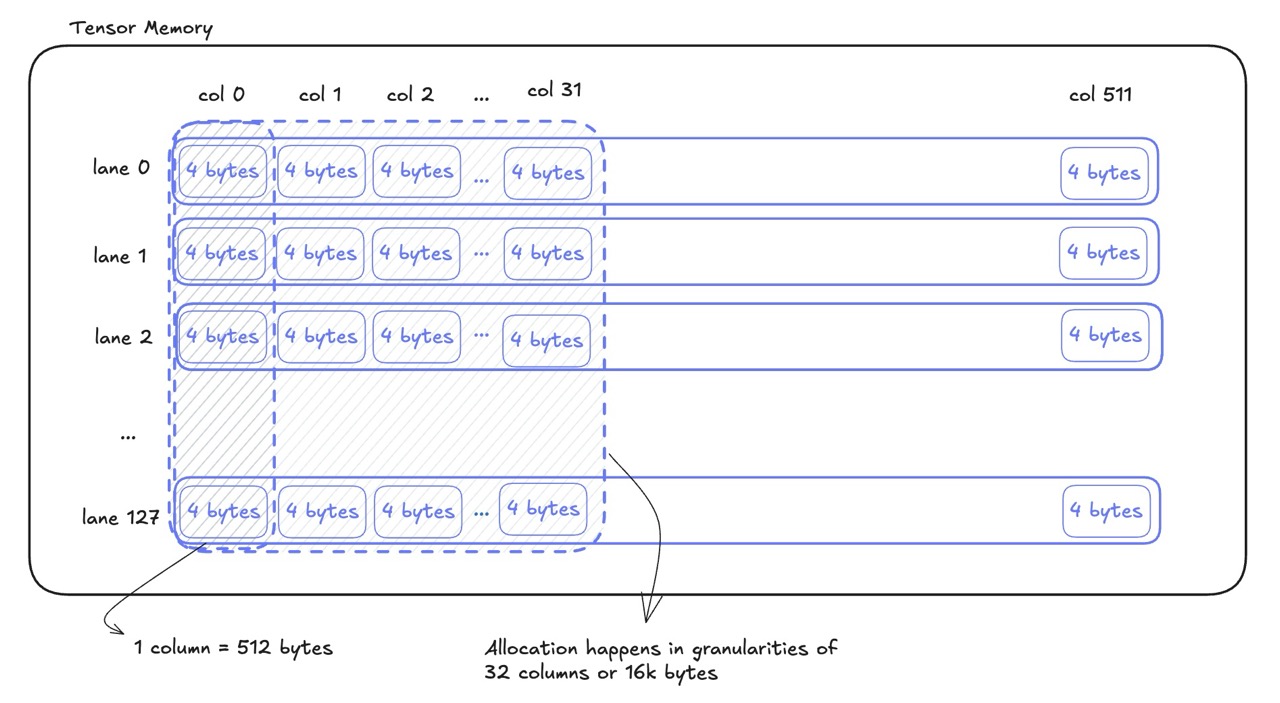 Tensor Memory
col 0 col 1 col 2 ... col 31 col 511
lane 0 4 bytes 4 bytes 4 bytes ... 4 bytes 4 bytes
lane 1 4 bytes 4 bytes 4 bytes ... 4 bytes 4 bytes
lane 2 4 bytes 4 bytes 4 bytes ... 4 bytes 4 bytes
...
lane 127 4 bytes 4 bytes 4 bytes ... 4 bytes 4 bytes
1 column = 512 bytes
Allocation happens in granularities of
32 columns or 16k bytes